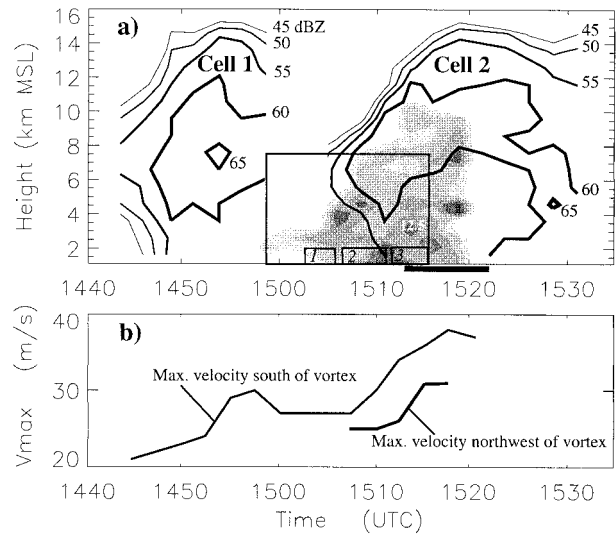 a)
45 dBZ
50
55
60
65
Cell 1
Cell 2
45
50
55
60
65
16
14
12
10
8
6
4
2
Height (km MSL)
1 2 3
1440 1450 1500 1510 1520 1530
b)
40
30
20
Vmax (m/s)
Max. velocity south of vortex
Max. velocity northwest of vortex
1440 1450 1500 1510 1520 1530
Time (UTC)